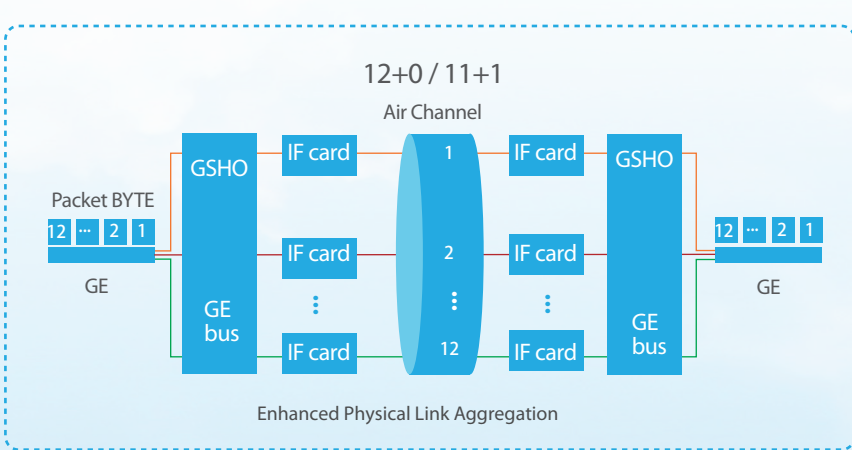 12+0 / 11+1
Air Channel
Packet BYTE
12 ... 2 1
GE
GSHO
GE
bus
IF card
IF card
IF card
1
2
12
IF card
IF card
IF card
GSHO
GE
bus
12 ... 2 1
GE
Enhanced Physical Link Aggregation